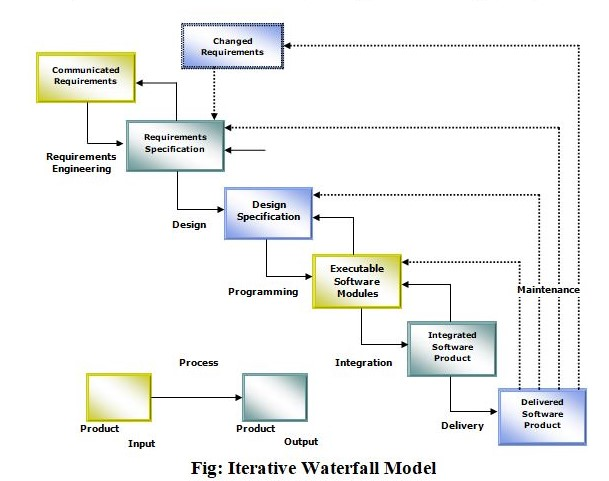 Changed
Requirements
Communicated
Requirements
Requirements
Specification
Requirements
Engineering
Design
Specification
Design
Executable
Software
Modules
Programming
Maintenance
Integrated
Software
Product
Integration
Process
Delivered
Software
Product
Delivery
Product
Input
Product
Output
Fig: Iterative Waterfall Model